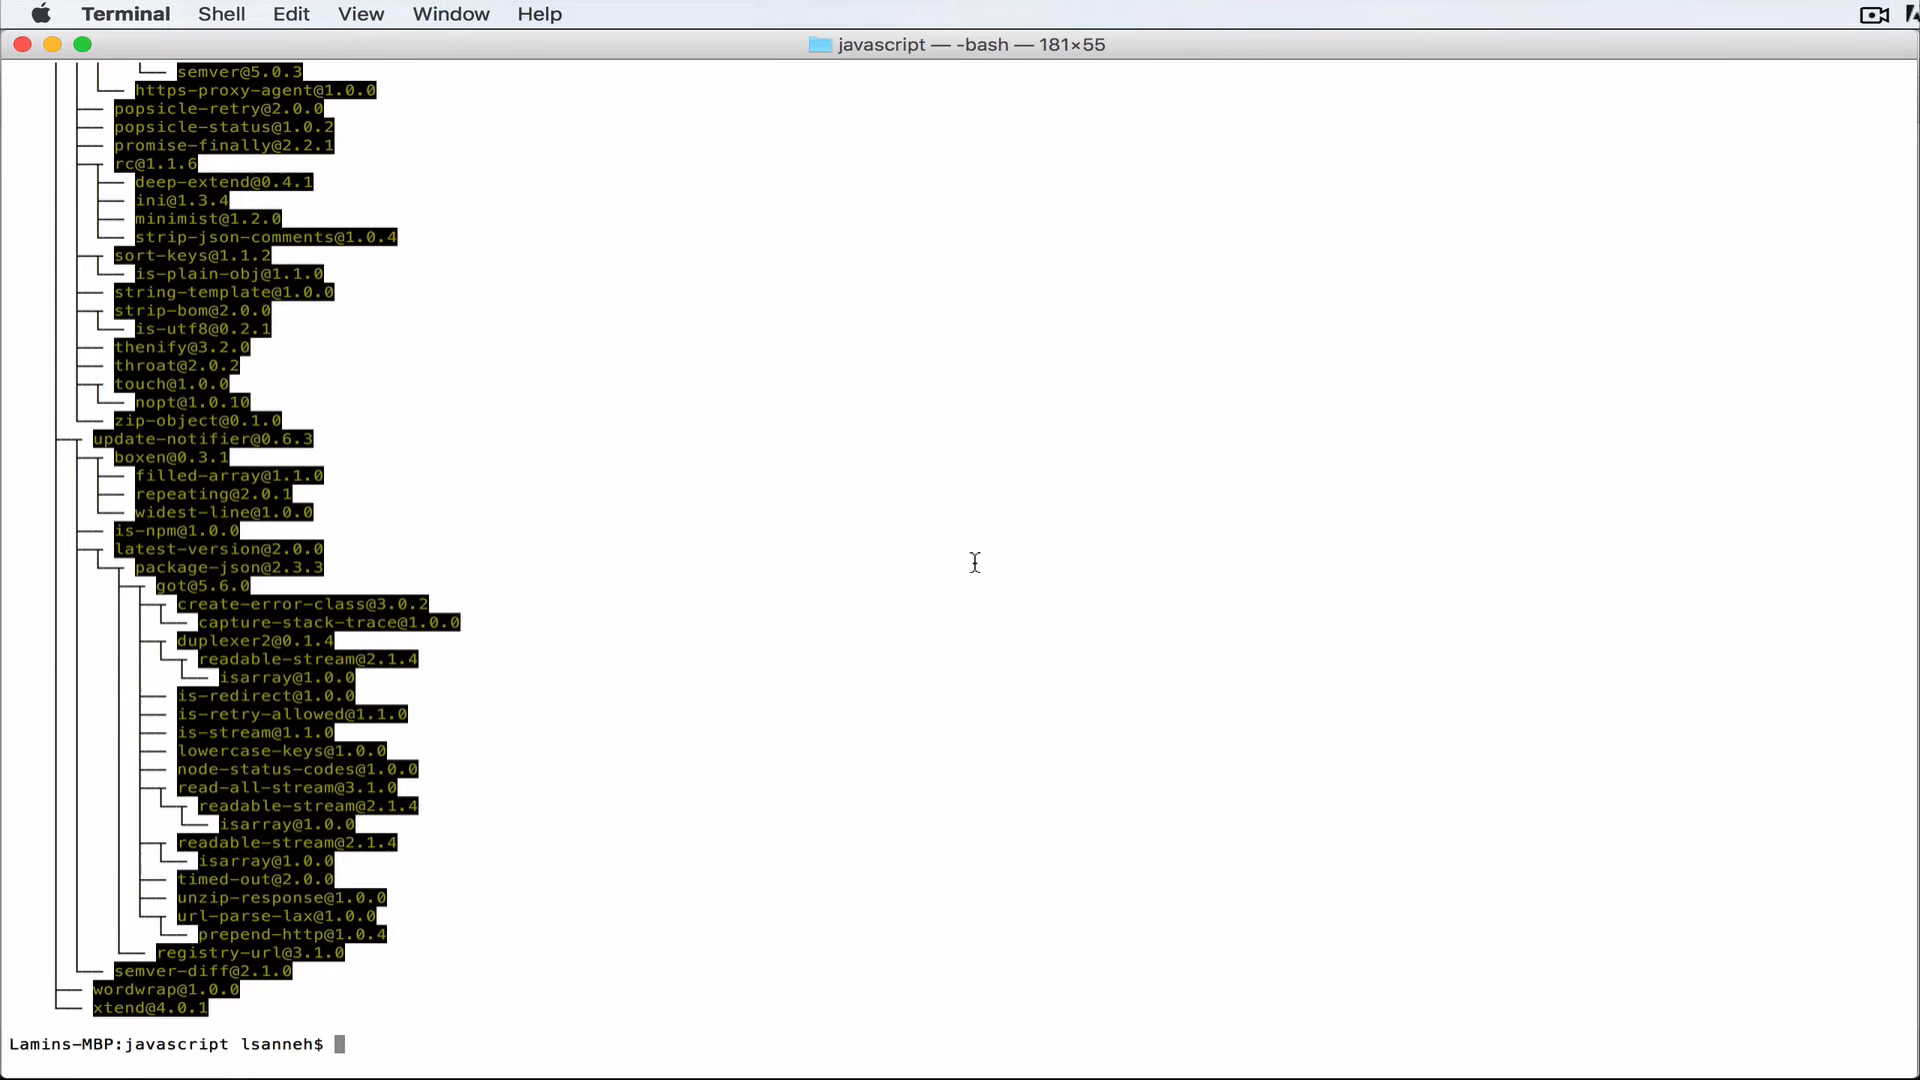 Terminal Shell Edit View Window Help
javascript — -bash — 181×55
semver@5.0.3
https-proxy-agent@1.0.0
popsicle-retry@2.0.0
popsicle-status@1.0.2
promise-finally@2.2.1
rc@1.1.6
deep-extend@0.4.1
ini@1.3.4
minimist@1.2.0
strip-json-comments@1.0.4
sort-keys@1.1.2
is-plain-obj@1.1.0
string-template@1.0.0
strip-bom@2.0.0
is-utf8@0.2.1
thenify@3.2.0
throat@2.0.2
touch@1.0.0
nopt@1.0.10
zip-object@0.1.0
update-notifier@0.6.3
boxen@0.3.1
filled-array@1.1.0
repeating@2.0.1
widest-line@1.0.0
is-npm@1.0.0
latest-version@2.0.0
package-json@2.3.3
got@5.6.0
create-error-class@3.0.2
capture-stack-trace@1.0.0
duplexer2@0.1.4
readable-stream@2.1.4
isarray@1.0.0
is-redirect@1.0.0
is-retry-allowed@1.1.0
is-stream@1.1.0
lowercase-keys@1.0.0
node-status-codes@1.0.0
read-all-stream@3.1.0
readable-stream@2.1.4
isarray@1.0.0
readable-stream@2.1.4
isarray@1.0.0
timed-out@2.0.0
unzip-response@1.0.0
url-parse-lax@1.0.0
prepend-http@1.0.4
registry-url@3.1.0
semver-diff@2.1.0
wordwrap@1.0.0
xtend@4.0.1
Lamins-MBP:javascript lsanneh$